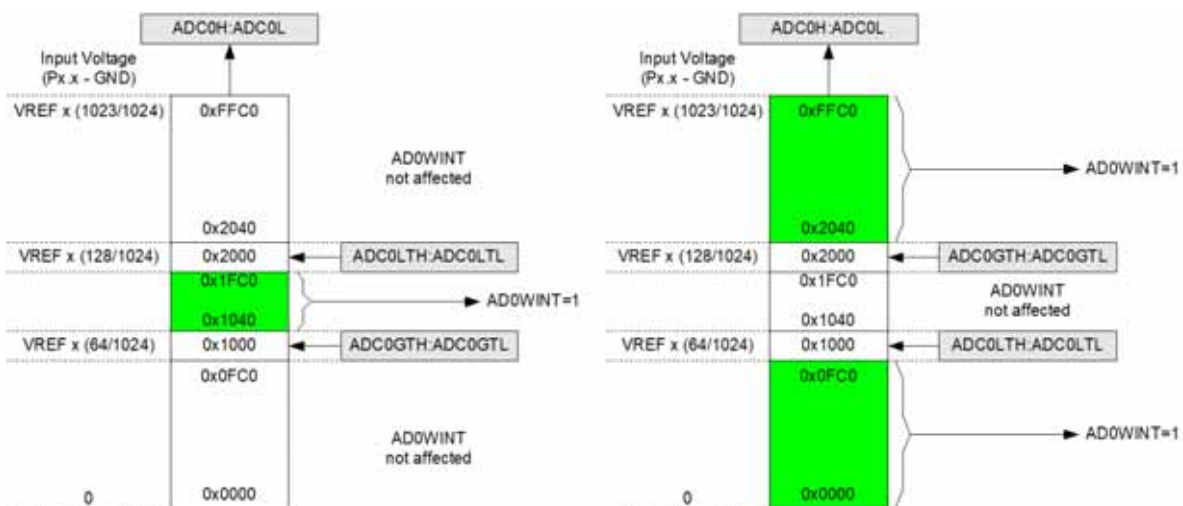 ADC0H:ADC0L
Input Voltage
(Px.x - GND)
VREF x (1023/1024)
0xFFC0
AD0WINT
not affected
0x2040
VREF x (128/1024)
0x2000
ADC0LTH:ADC0LTL
0x1FC0
AD0WINT=1
0x1040
VREF x (64/1024)
0x1000
ADC0GTH:ADC0GTL
0x0FC0
AD0WINT
not affected
0
0x0000
ADC0H:ADC0L
Input Voltage
(Px.x - GND)
VREF x (1023/1024)
0xFFC0
AD0WINT=1
0x2040
VREF x (128/1024)
0x2000
ADC0GTH:ADC0GTL
0x1FC0
AD0WINT
not affected
0x1040
VREF x (64/1024)
0x1000
ADC0LTH:ADC0LTL
0x0FC0
AD0WINT=1
0
0x0000